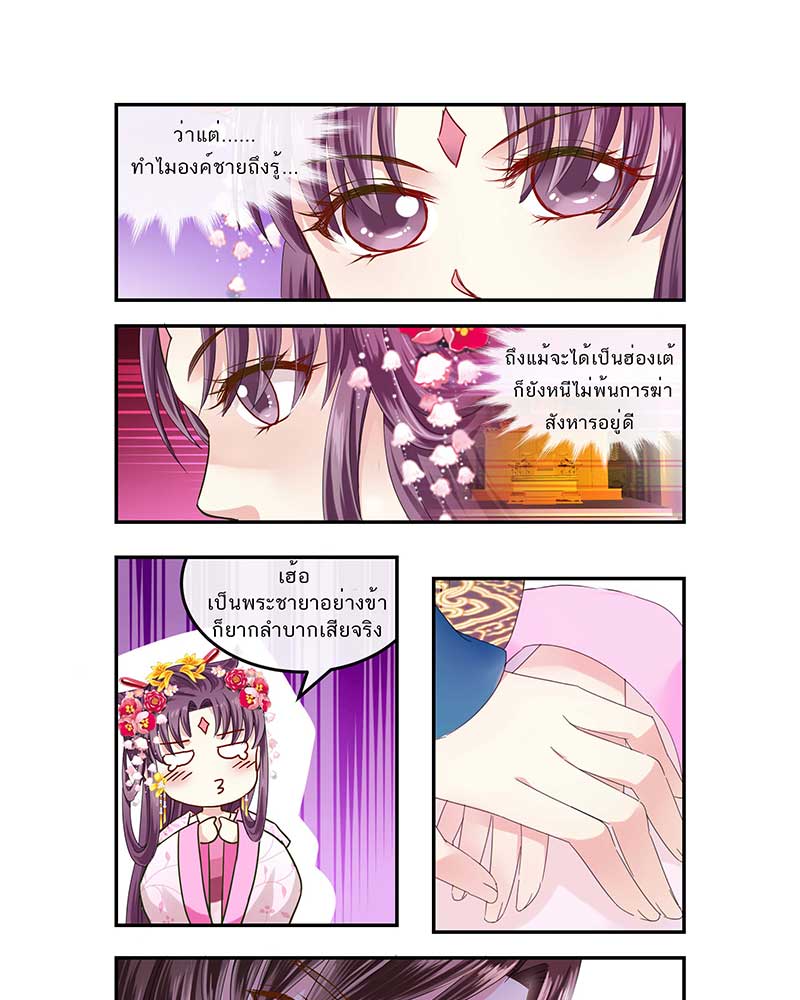 ว่าแต่......
ทำไมองค์ชายถึงรู้...
ถึงแม้จะได้เป็นฮ่องเต้
ก็ยังหนีไม่พ้นการฆ่า
สังหารอยู่ดี
เฮ้อ
เป็นพระชายาอย่างข้า
ก็ยากลำบากเสียจริง